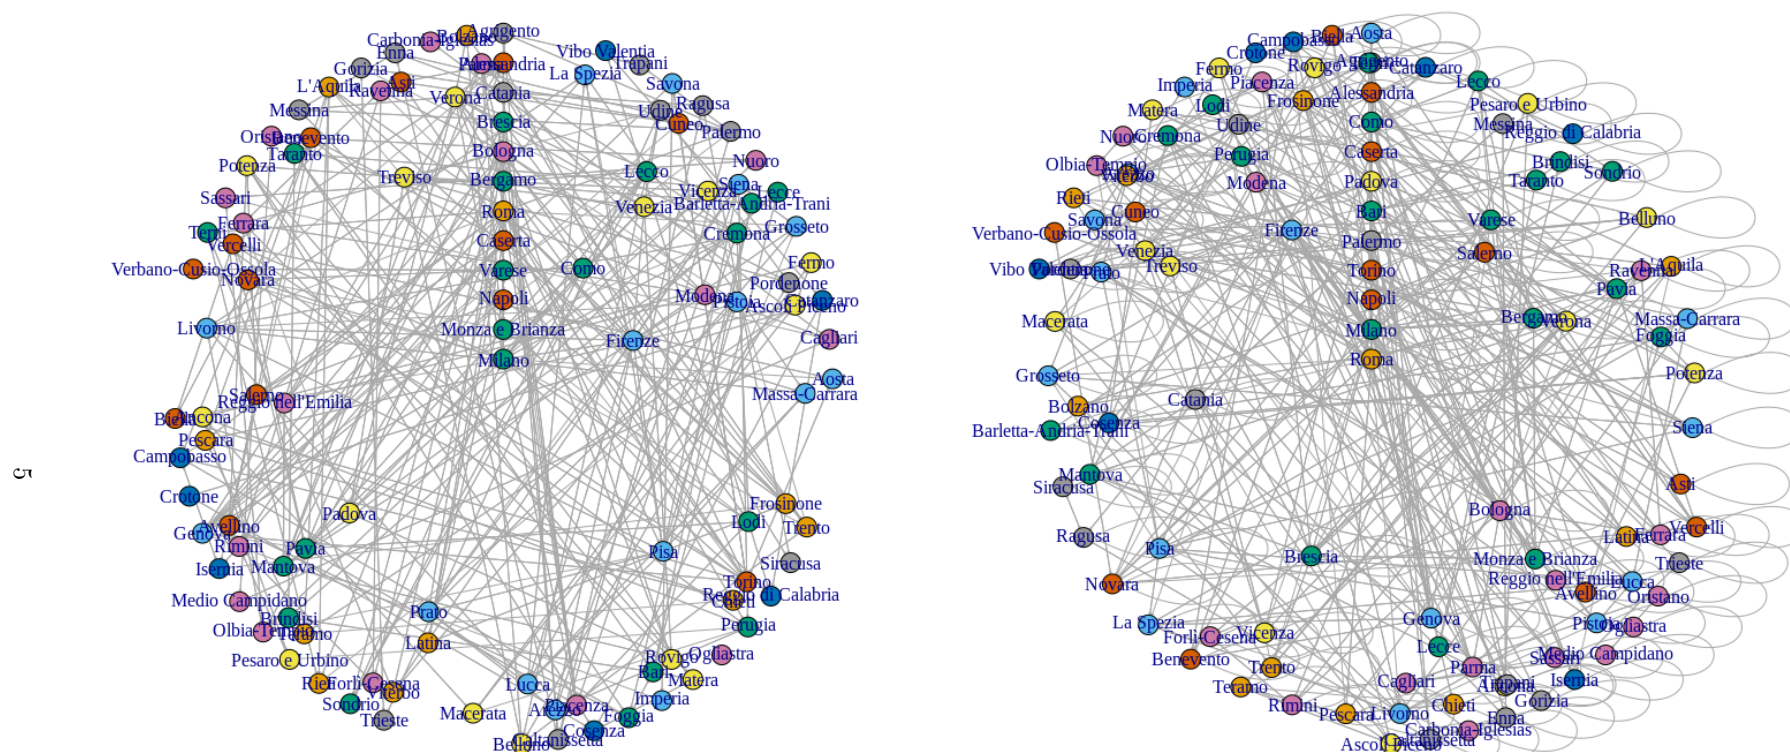 Agrigento
Bolzano
Carbonia-Iglesias
Enna
Vibo Valentia
Trapani
Alessandria
Gorizia
La Spezia
Savona
L'Aquila
Asti
Ravenna
Catania
Verona
Messina
Udine
Ragusa
Cuneo
Brescia
Palermo
Oristano
Benevento
Taranto
Bologna
Nuoro
Potenza
Treviso
Bergamo
Lecco
Siena
Vicenza
Lecce
Sassari
Roma
Venezia
Barletta-Andria-Trani
Ferrara
Grosseto
Terni
Vercelli
Caserta
Cremona
Verbano-Cusio-Ossola
Novara
Varese
Como
Fermo
Pordenone
Napoli
Modena
Pistoia
Catanzaro
Ascoli Piceno
Livorno
Monza e Brianza
Firenze
Cagliari
Milano
Aosta
Massa-Carrara
Salerno
Reggio nell'Emilia
Biella
Ancona
Pescara
Campobasso
Crotone
Frosinone
Padova
Lodi
Trento
Avellino
Genova
Rimini
Pavia
Pisa
Isernia
Mantova
Siracusa
Torino
Medio Campidano
Reggio di Calabria
Chieti
Prato
Brindisi
Perugia
Olbia-Tempio
Teramo
Latina
Pesaro e Urbino
Rovigo
Ogliastra
Bari
Matera
Rieti
Forlì-Cesena
Viterbo
Lucca
Sondrio
Imperia
Trieste
Macerata
Arezzo
Piacenza
Foggia
Cosenza
Belluno
Caltanissetta
Biella
Aosta
Campobasso
Crotone
Fermo
Rovigo
Agrigento
Catanzaro
Imperia
Piacenza
Lecco
Matera
Lodi
Frosinone
Alessandria
Pesaro e Urbino
Udine
Como
Messina
Reggio di Calabria
Nuoro
Cremona
Perugia
Caserta
Olbia-Tempio
Brindisi
Sondrio
Modena
Padova
Taranto
Rieti
Cuneo
Savona
Bari
Varese
Belluno
Verbano-Cusio-Ossola
Firenze
Palermo
Venezia
Salerno
Vibo Valentia
Treviso
Torino
Ravenna
L'Aquila
Pavia
Napoli
Macerata
Milano
Bergamo
Verona
Massa-Carrara
Foggia
Roma
Grosseto
Potenza
Bolzano
Catania
Cosenza
Barletta-Andria-Trani
Siena
Mantova
Siracusa
Asti
Bologna
Ragusa
Latina
Ferrara
Vercelli
Pisa
Brescia
Monza e Brianza
Trieste
Novara
Reggio nell'Emilia
Lucca
Avellino
Oristano
La Spezia
Genova
Pistoia
Ogliastra
Forlì-Cesena
Vicenza
Lecce
Benevento
Trento
Parma
Sassari
Medio Campidano
Teramo
Cagliari
Trapani
Ancona
Isernia
Rimini
Pescara
Livorno
Chieti
Gorizia
Enna
Carbonia-Iglesias
Ascoli Piceno
Caltanissetta
5